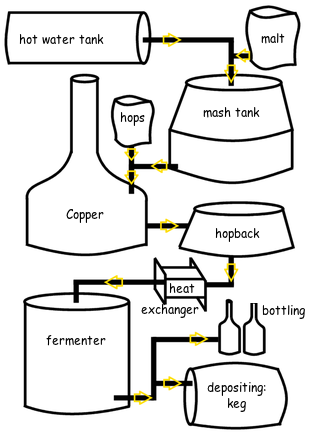 hot water tank
malt
mash tank
hops
Copper
hopback
heat
exchanger
bottling
fermenter
depositing:
keg